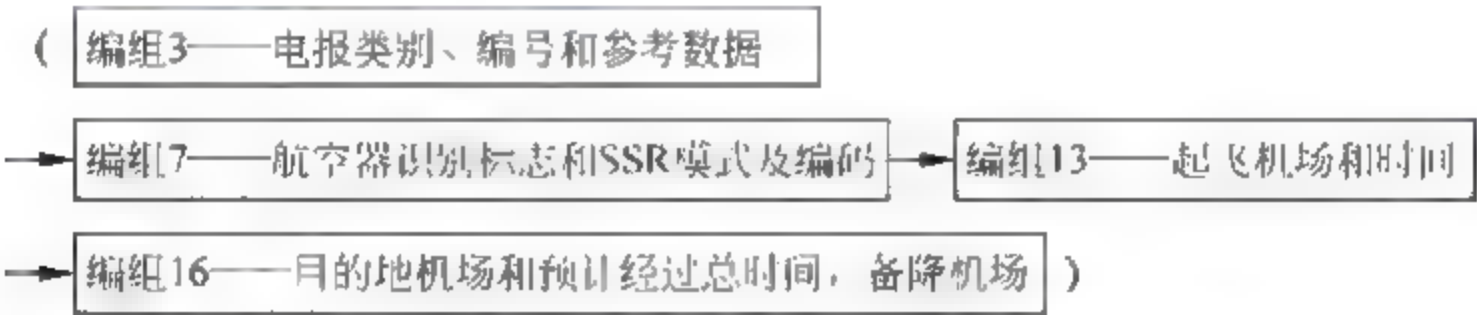 ( 编组3——电报类别、编号和参考数据
编组7——航空器识别标志和SSR模式及编码 编组13——起飞机场和时间
编组16——目的地机场和预计经过总时间，备降机场 )